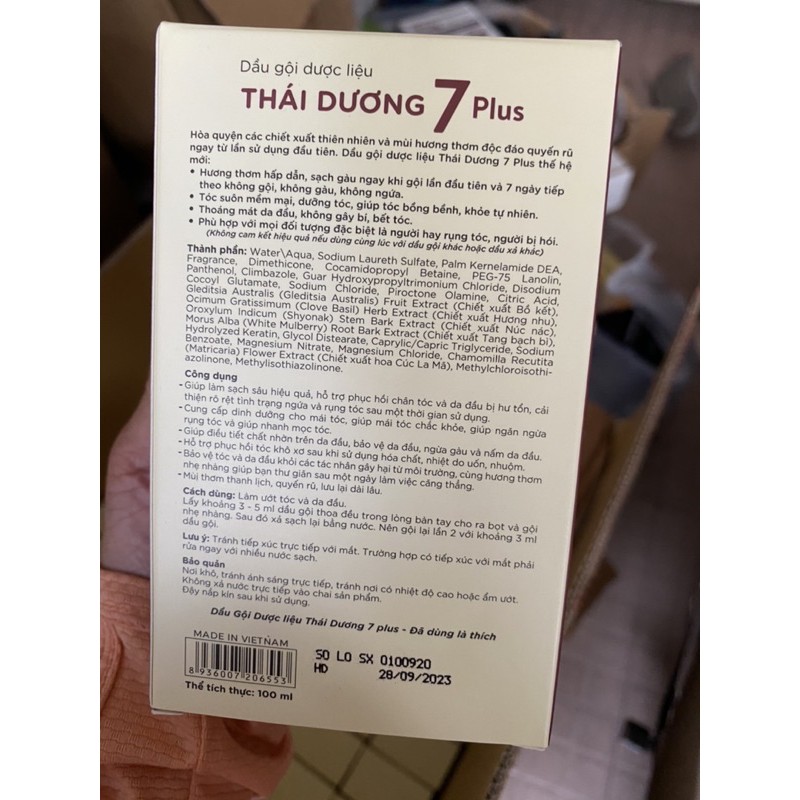 Dầu gội dược liệu
THÁI DƯƠNG 7 Plus
Hòa quyện các chiết xuất thiên nhiên và mùi hương thơm độc đáo quyến rũ
ngay từ lần sử dụng đầu tiên. Dầu gội dược liệu Thái Dương 7 Plus thế hệ
mới:
• Hương thơm hấp dẫn, sạch gàu ngay khi gội lần đầu tiên và 7 ngày tiếp
theo không gội, không gàu, không ngứa.
• Tóc suôn mềm mại, dưỡng tóc, giúp tóc bồng bềnh, khỏe tự nhiên.
• Thoáng mát da đầu, không gây bí, bết tóc.
• Phù hợp với mọi đối tượng đặc biệt là người hay rụng tóc, người bị hói.
(Không cam kết hiệu quả nếu dùng cùng lúc với dầu gội khác hoặc dầu xả khác)
Thành phần: Water\Aqua, Sodium Laureth Sulfate, Palm Kernelamide DEA,
Fragrance, Dimethicone, Cocamidopropyl Betaine, PEG-75 Lanolin,
Panthenol, Climbazole, Guar Hydroxypropyltrimonium Chloride, Disodium
Cocoyl Glutamate, Sodium Chloride, Piroctone Olamine, Citric Acid,
Gleditsia Australis (Gleditsia Australis) Fruit Extract (Chiết xuất Bồ kết),
Ocimum Gratissimum (Clove Basil) Herb Extract (Chiết xuất Hương nhu),
Oroxylum Indicum (Shyonak) Stem Bark Extract (Chiết xuất Núc nác),
Morus Alba (White Mulberry) Root Bark Extract (Chiết xuất Tang bạch bì),
Hydrolyzed Keratin, Glycol Distearate, Caprylic/Capric Triglyceride, Sodium
Benzoate, Magnesium Nitrate, Magnesium Chloride, Chamomilla Recutita
(Matricaria) Flower Extract (Chiết xuất hoa Cúc La Mã), Methylchloroisothi-
azolinone, Methylisothiazolinone.
Công dụng
- Giúp làm sạch sâu hiệu quả, hỗ trợ phục hồi chân tóc và da đầu bị hư tổn, cải
thiện rõ rệt tình trạng ngứa và rụng tóc sau một thời gian sử dụng.
- Cung cấp dinh dưỡng cho mái tóc, giúp mái tóc chắc khỏe, giúp ngăn ngừa
rụng tóc và giúp nhanh mọc tóc.
- Giúp điều tiết chất nhờn trên da đầu, bảo vệ da đầu, ngừa gàu và nấm da đầu.
- Hỗ trợ phục hồi tóc khô xơ sau khi sử dụng hóa chất, nhiệt do uốn, nhuộm.
- Bảo vệ tóc và da đầu khỏi các tác nhân gây hại từ môi trường, cùng hương thơm
nhẹ nhàng giúp bạn thư giãn sau một ngày làm việc căng thẳng.
- Mùi thơm thanh lịch, quyến rũ, lưu lại dài lâu.
Cách dùng: Làm ướt tóc và da đầu.
Lấy khoảng 3 - 5 ml dầu gội thoa đều trong lòng bàn tay cho ra bọt và gội
nhẹ nhàng. Sau đó xả sạch lại bằng nước. Nên gội lại lần 2 với khoảng 3 ml
dầu gội.
Lưu ý: Tránh tiếp xúc trực tiếp với mắt. Trường hợp có tiếp xúc với mắt phải
rửa ngay với nhiều nước sạch.
Bảo quản
Nơi khô, tránh ánh sáng trực tiếp, tránh nơi có nhiệt độ cao hoặc ẩm ướt.
Không xả nước trực tiếp vào chai sản phẩm.
Đậy nắp kín sau khi sử dụng.
Dầu Gội Dược liệu Thái Dương 7 plus - Đã dùng là thích
MADE IN VIETNAM
8 936007 206553
Thể tích thực: 100 ml
SO LO SX 0100920
HD 28/09/2023